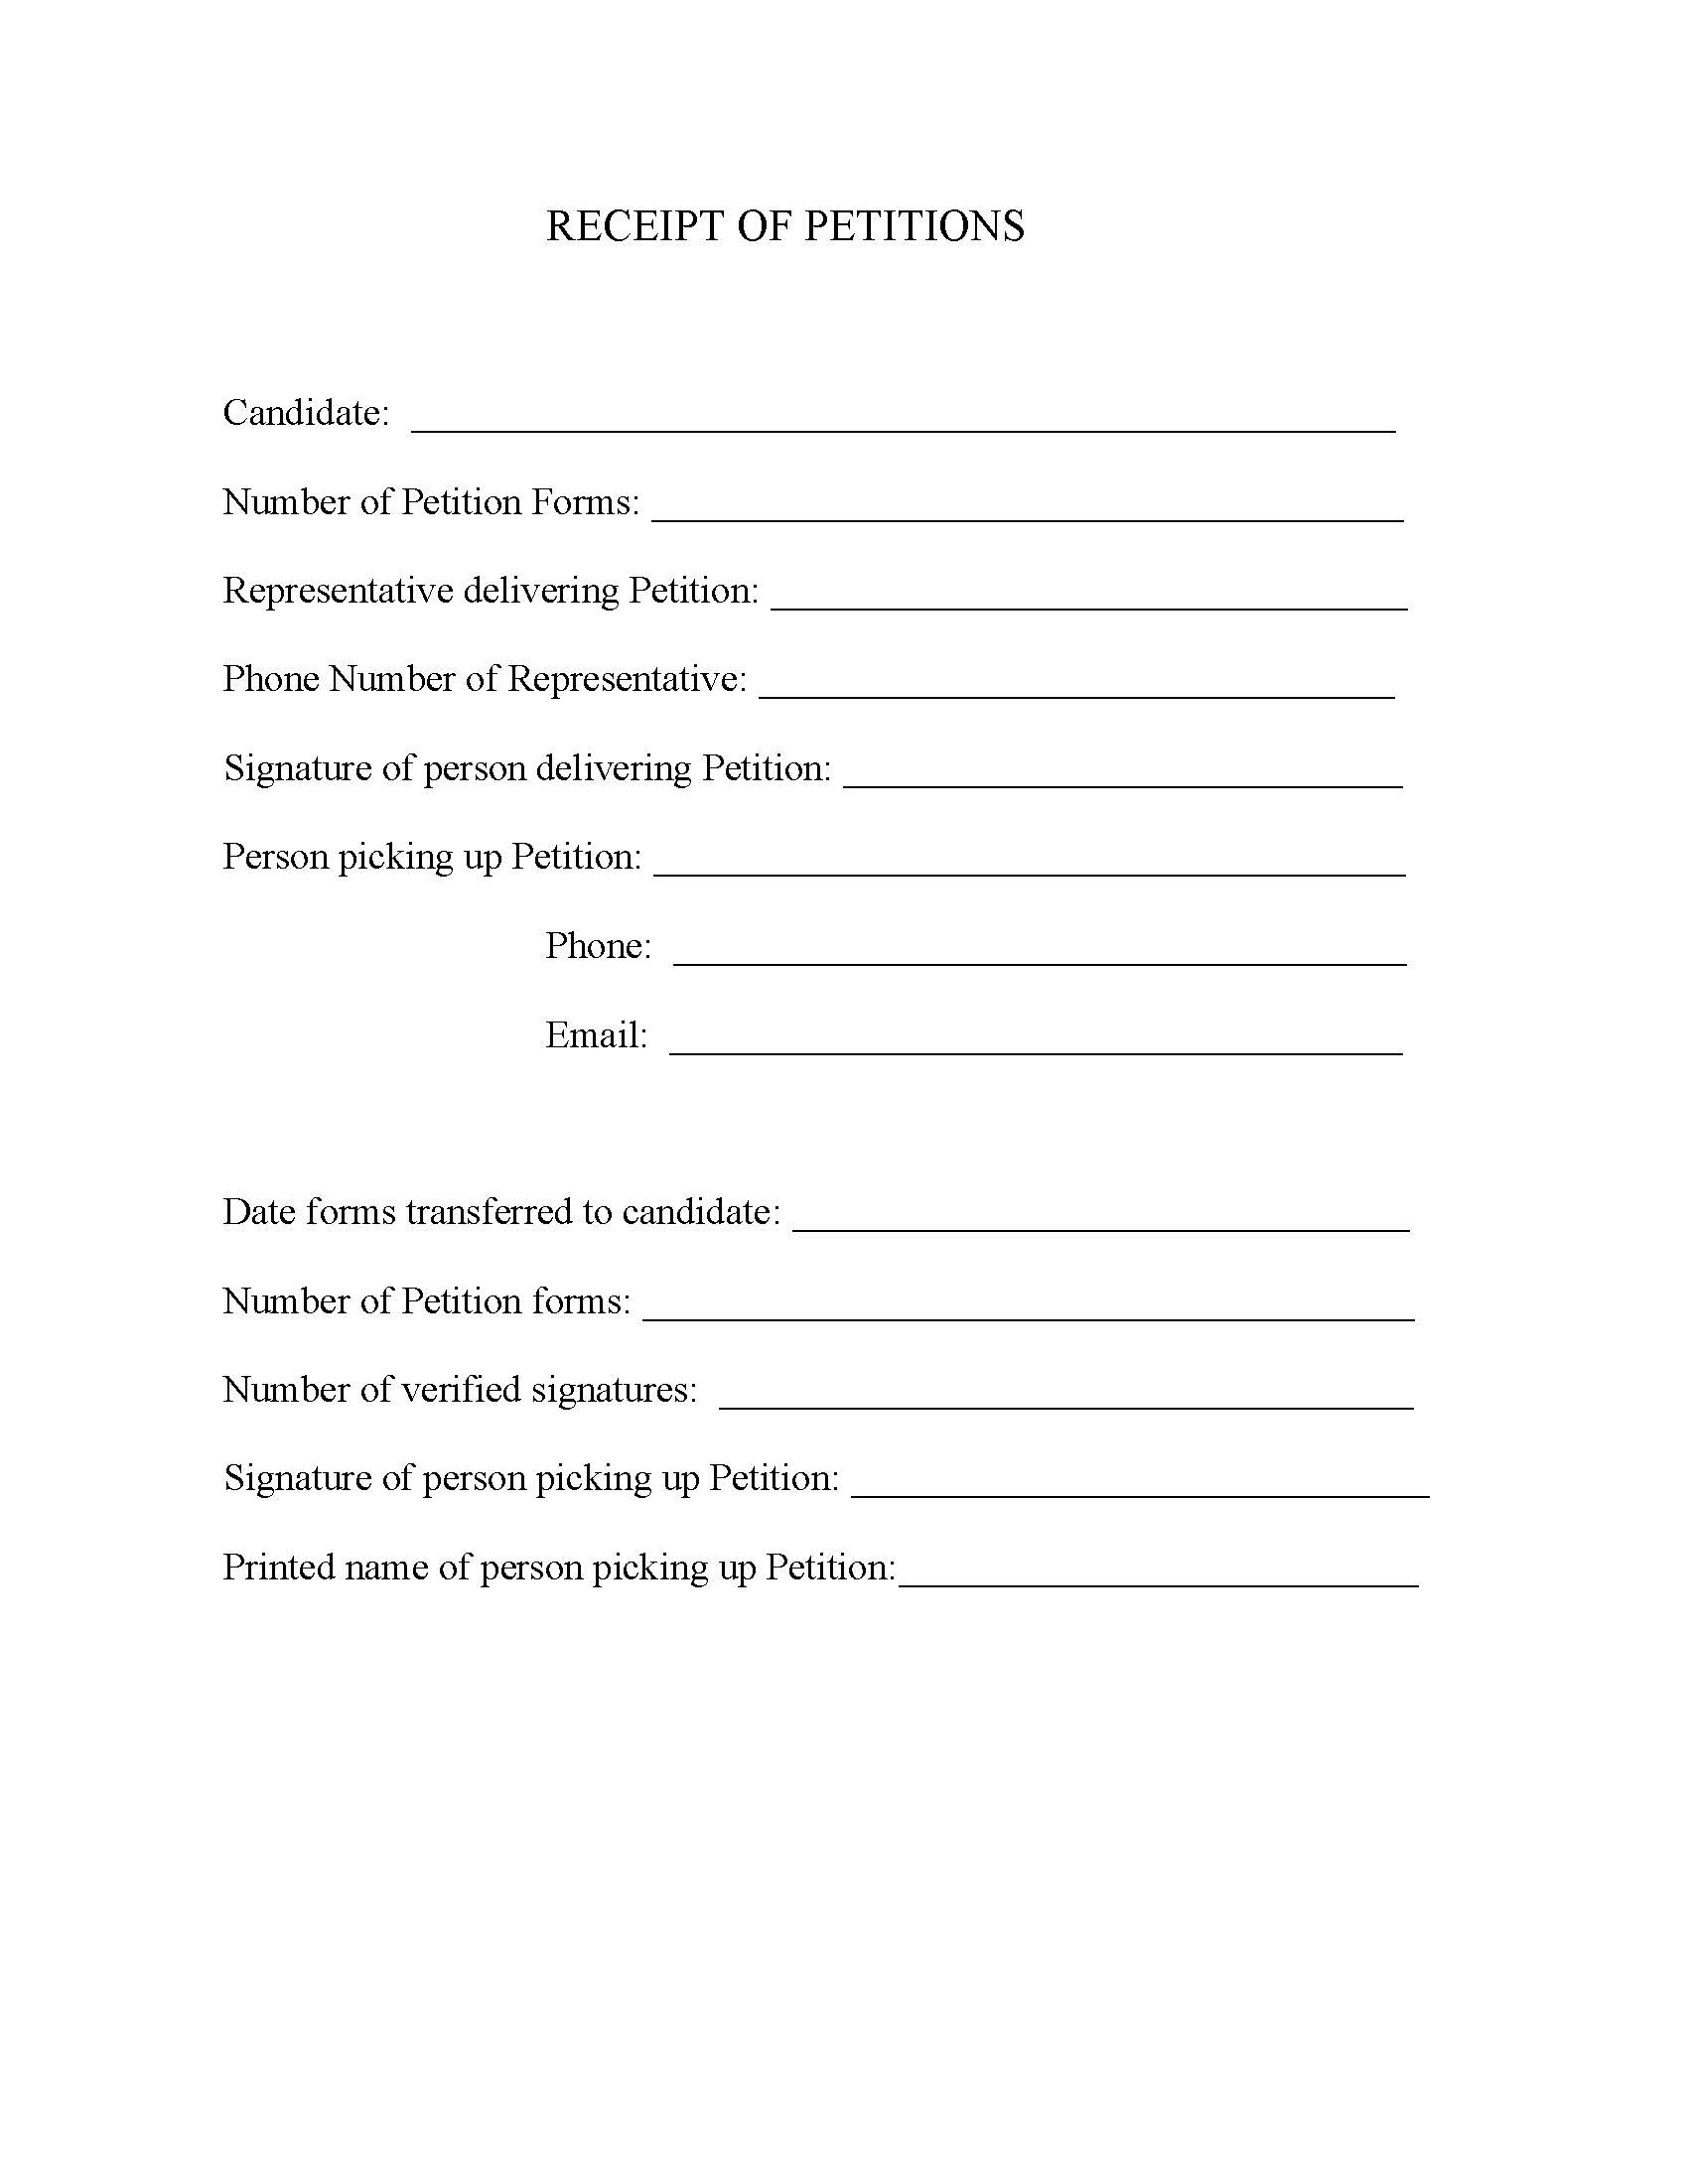 RECEIPT OF PETITIONS
Candidate:
Number of Petition Forms:
Representative delivering Petition:
Phone Number of Representative:
Signature of person delivering Petition:
Person picking up Petition:
Phone:
Email:
Date forms transferred to candidate:
Number of Petition forms:
Number of verified signatures:
Signature of person picking up Petition:
Printed name of person picking up Petition: